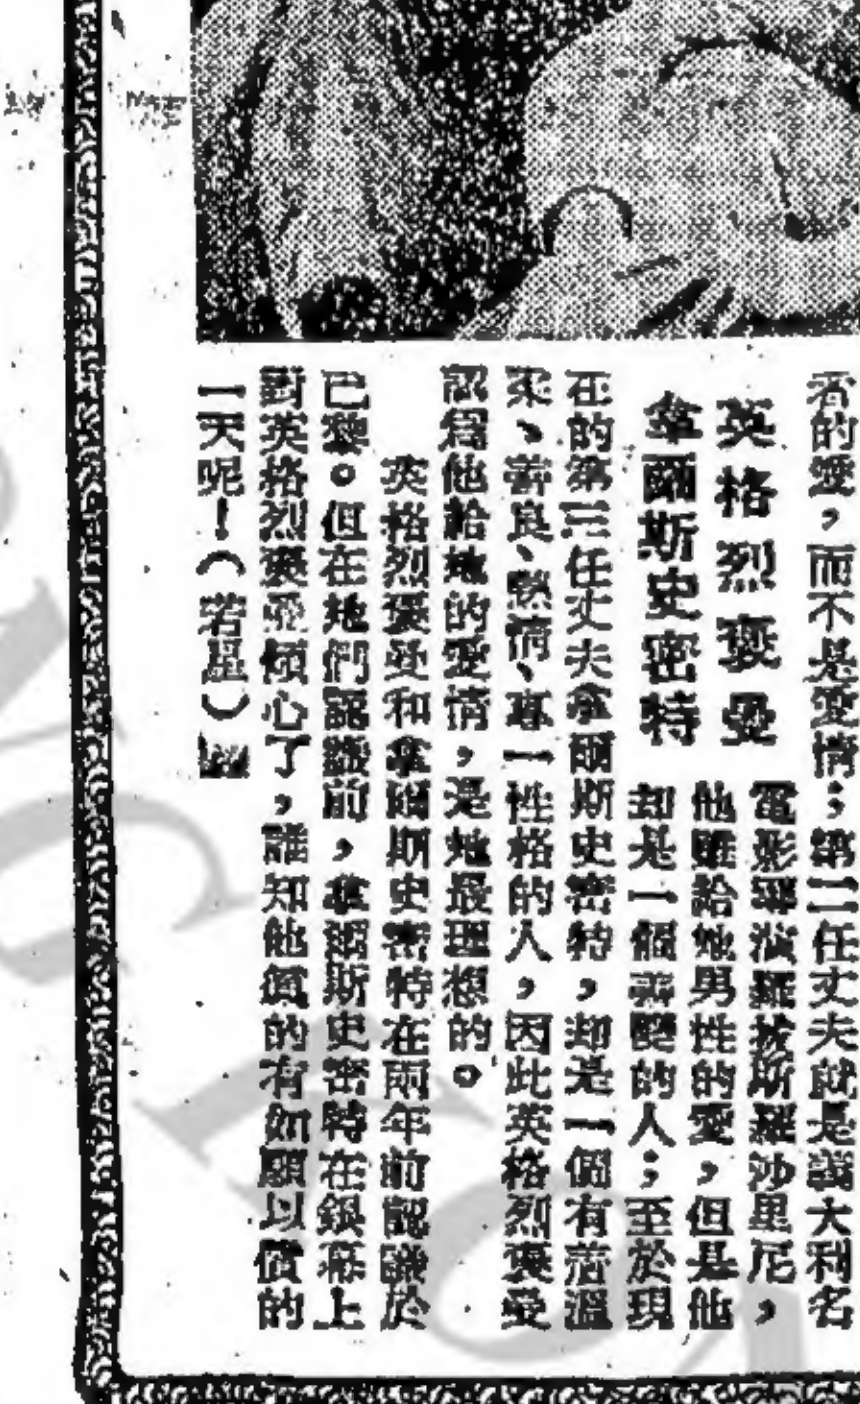 者的愛，而不是愛情；第二任丈夫就是義大利名
電影導演羅拔斯羅沙里尼，
他雖給她男性的愛，但是他
却是一個善變的人；至於現
英格烈褒曼
拿爾斯史密特
在的第三任丈夫拿爾斯史密特，却是一個有着溫
柔、善良、熱情、專一性格的人，因此英格烈褒曼
認爲他給她的愛情，是她最理想的。
英格烈褒曼和拿爾斯史密特在兩年前認識於
巴黎。但在她們認識前，拿爾斯史密特在銀幕上
對英格烈褒曼傾心了，誰知他眞的有如願以償的
一天呢！（若星）